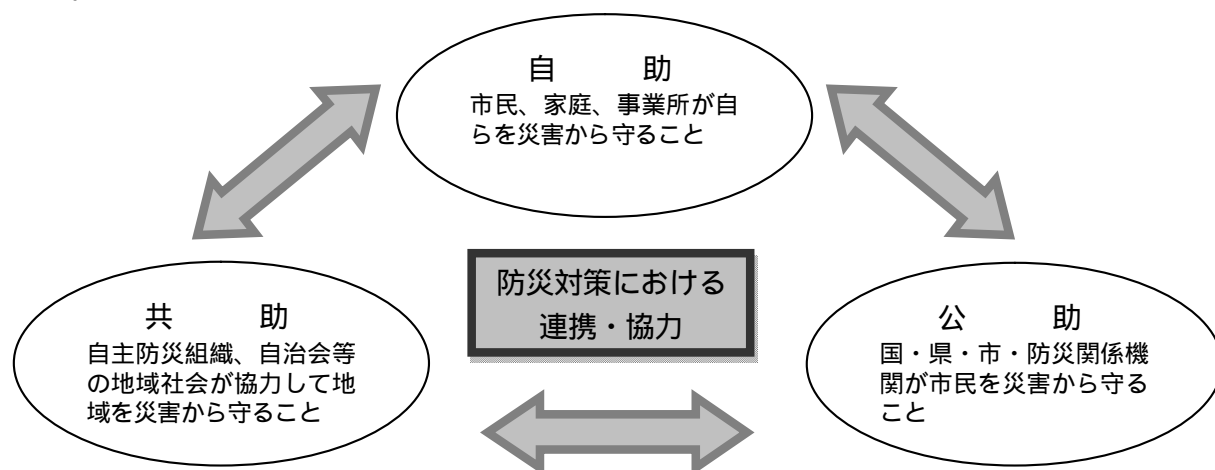 自　　　助
市民、家庭、事業所が自
らを災害から守ること
防災対策における
連携・協力
共　　　助
自主防災組織、自治会等
の地域社会が協力して地
域を災害から守ること
公　　　助
国・県・市・防災関係機
関が市民を災害から守る
こと